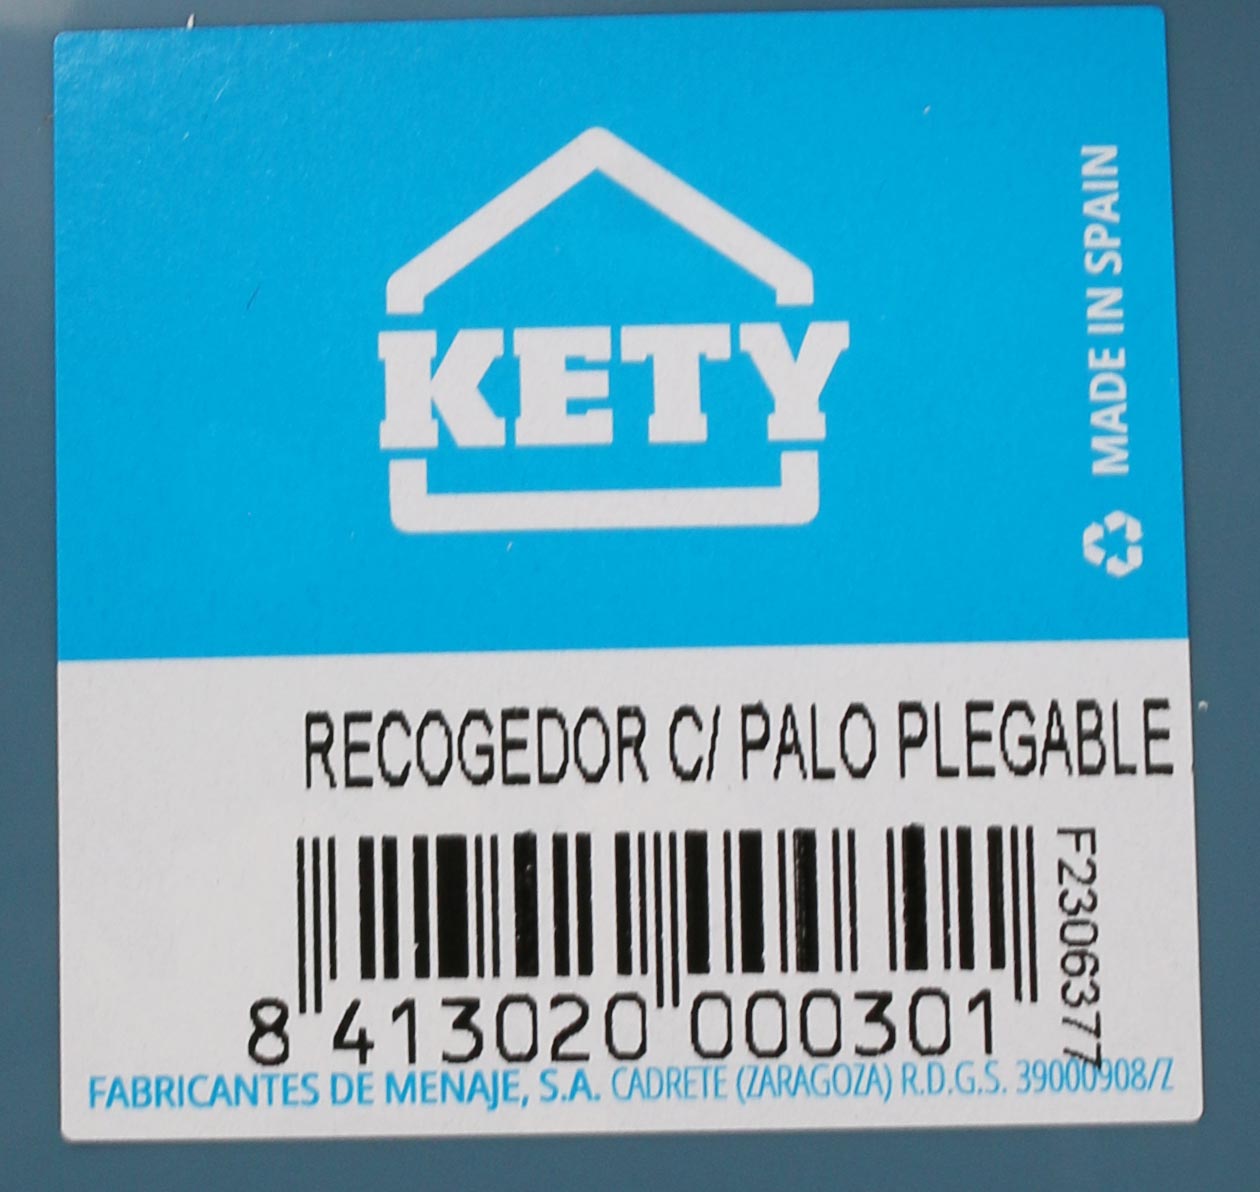 KETY
MADE IN SPAIN
RECOGEDOR C/ PALO PLEGABLE
F2306377
8 413020 000301
FABRICANTES DE MENAJE, S.A. CADRETE (ZARAGOZA) R.D.G.S. 39000908/Z